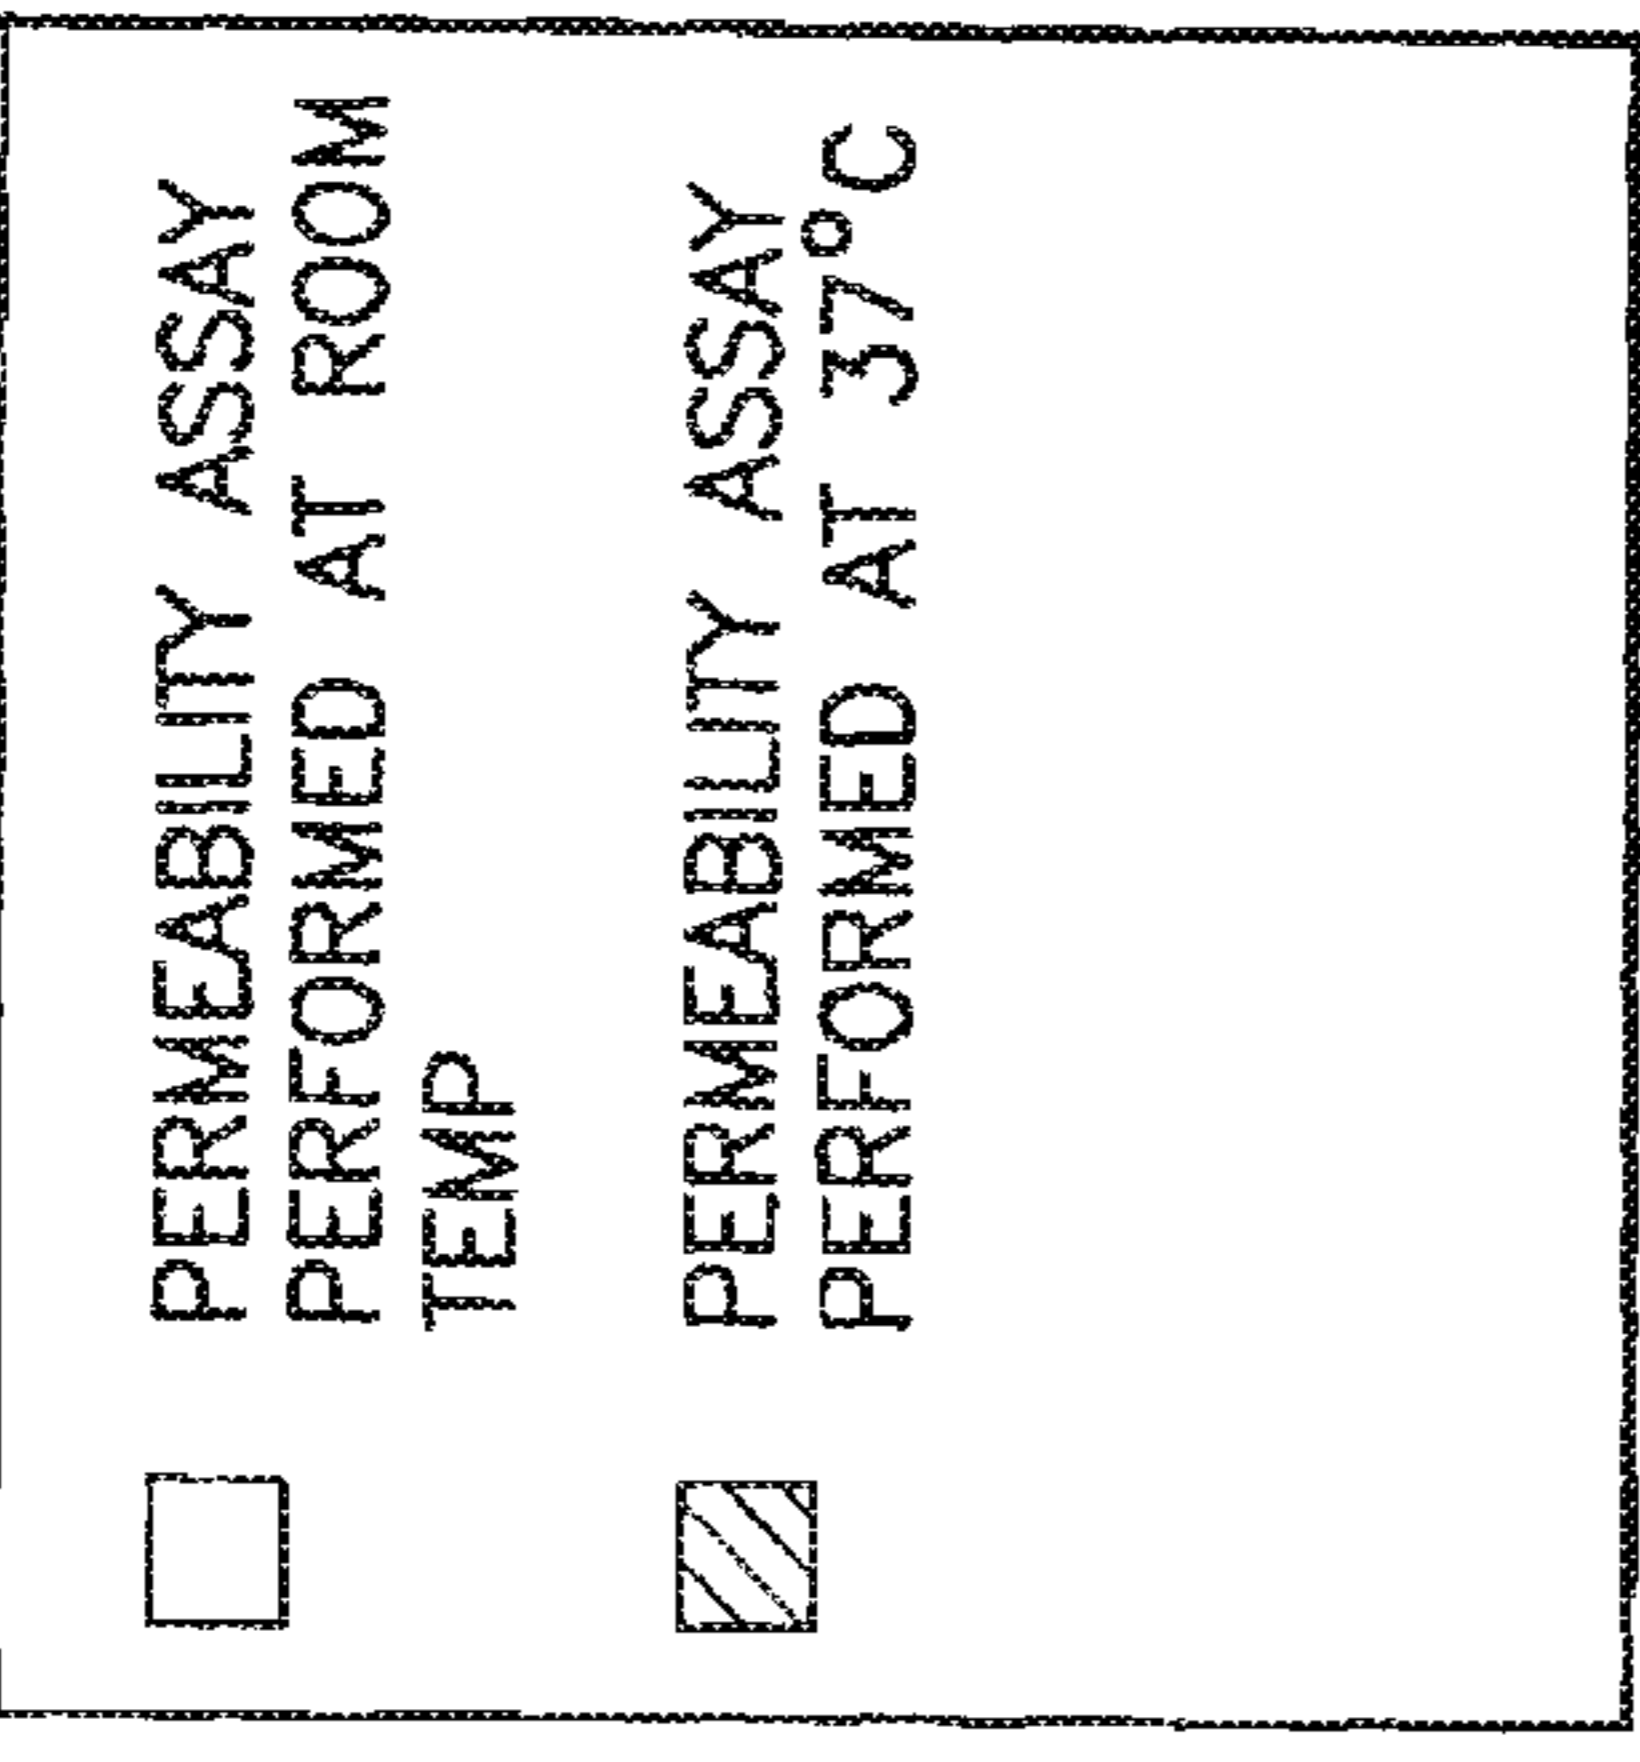 PERMEABILITY ASSAY
PERFORMED AT ROOM
TEMP
PERMEABILITY ASSAY
PERFORMED AT 37°C